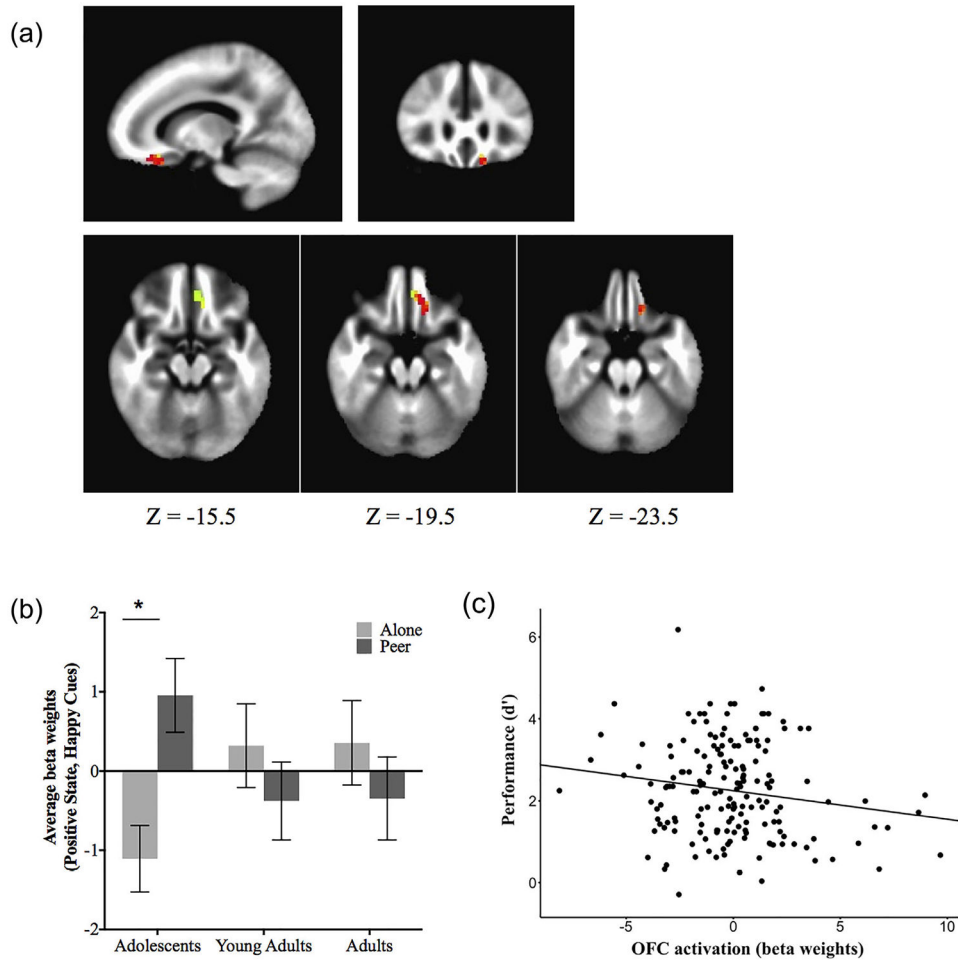 (a)
Z = -15.5
Z = -19.5
Z = -23.5
(b)
Average beta weights
(Positive State, Happy Cues)
2
1
0
-1
-2
*
Alone
Peer
Adolescents
Young Adults
Adults
(c)
Performance (d')
6
4
2
0
-5
0
5
10
OFC activation (beta weights)